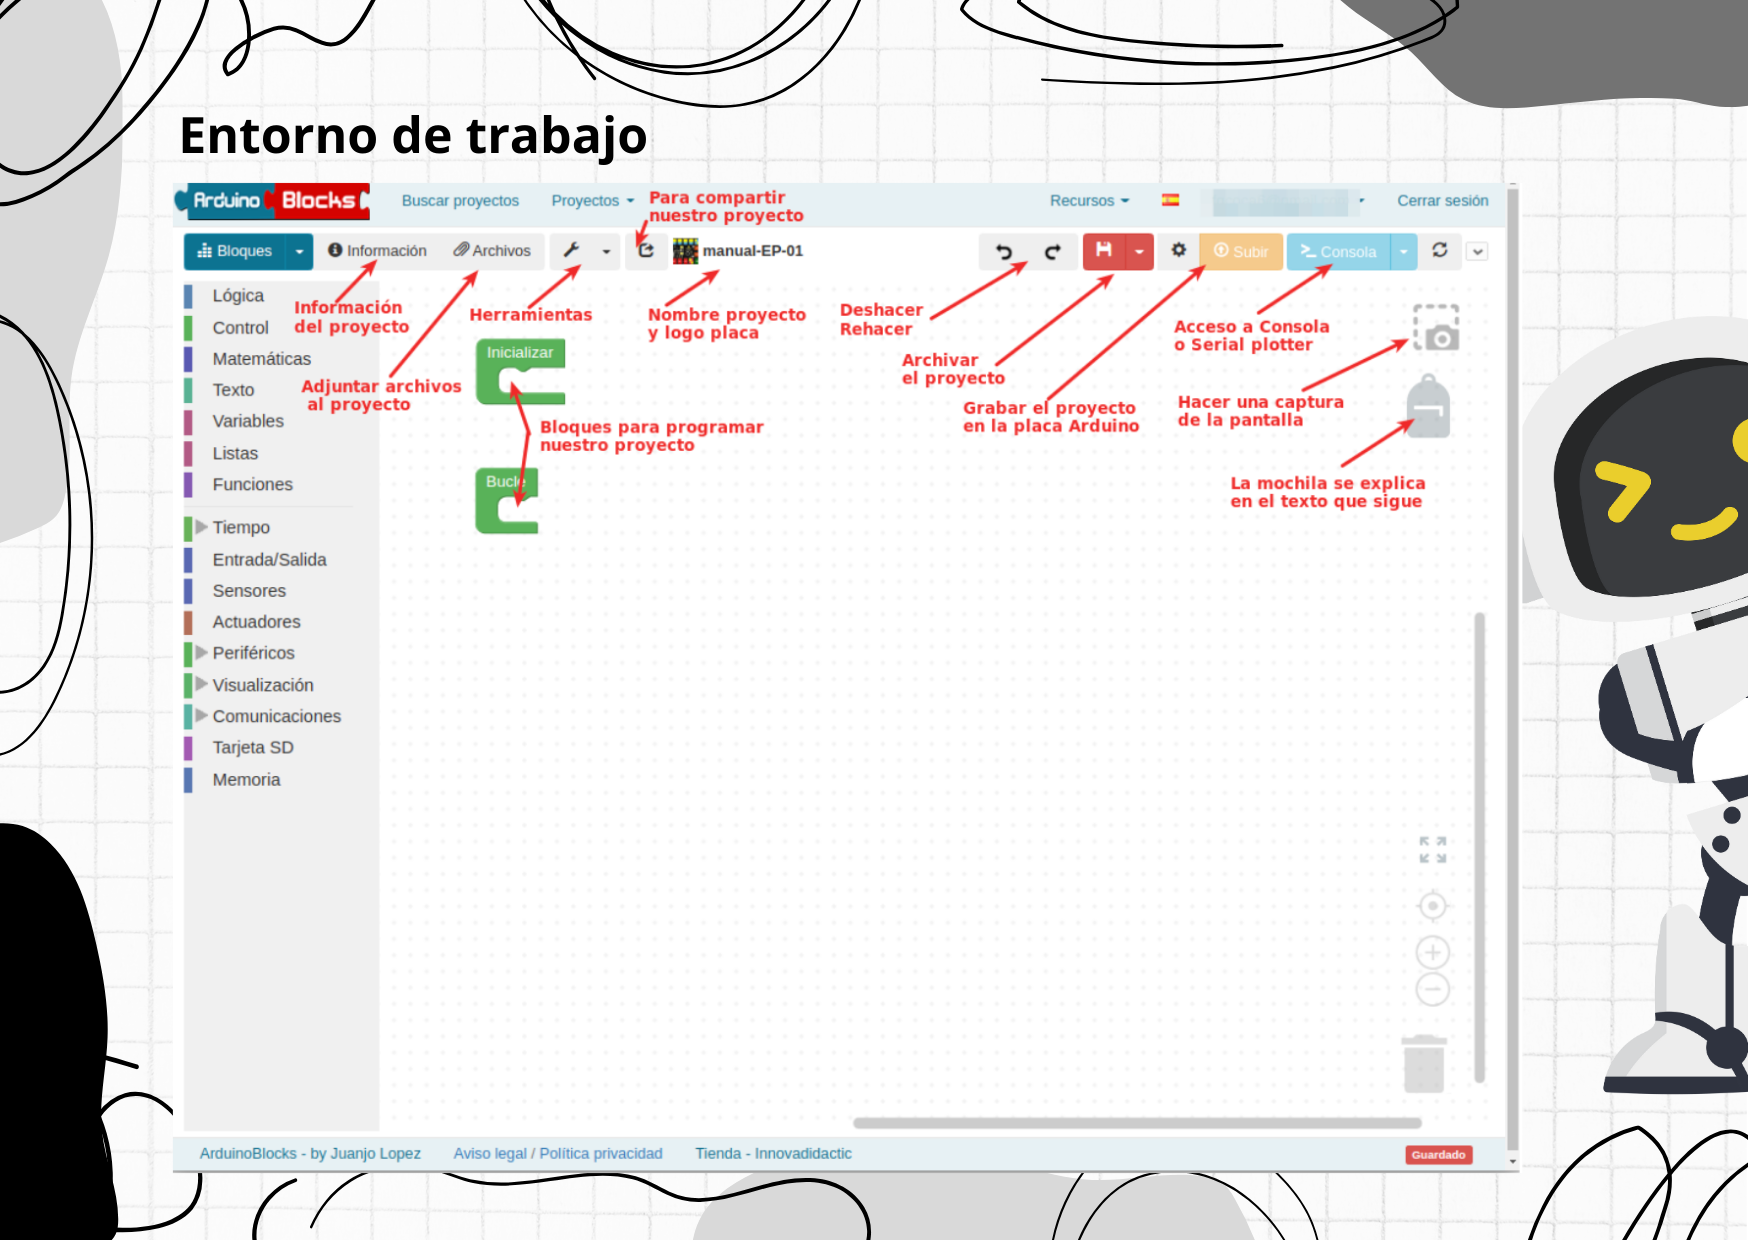 Entorno de trabajo
Arduino Blocks
Buscar proyectos
Proyectos
Para compartir
nuestro proyecto
Recursos
Cerrar sesión
Bloques
Información
Archivos
manual-EP-01
Subir
Consola
Información
del proyecto
Adjuntar archivos
al proyecto
Herramientas
Nombre proyecto
y logo placa
Deshacer
Rehacer
Archivar
el proyecto
Grabar el proyecto
en la placa Arduino
Acceso a Consola
o Serial plotter
Hacer una captura
de la pantalla
La mochila se explica
en el texto que sigue
Inicializar
Bloques para programar
nuestro proyecto
Bucle
Lógica
Control
Matemáticas
Texto
Variables
Listas
Funciones
Tiempo
Entrada/Salida
Sensores
Actuadores
Periféricos
Visualización
Comunicaciones
Tarjeta SD
Memoria
ArduinoBlocks - by Juanjo Lopez
Aviso legal / Política privacidad
Tienda - Innovadidactic
Guardado